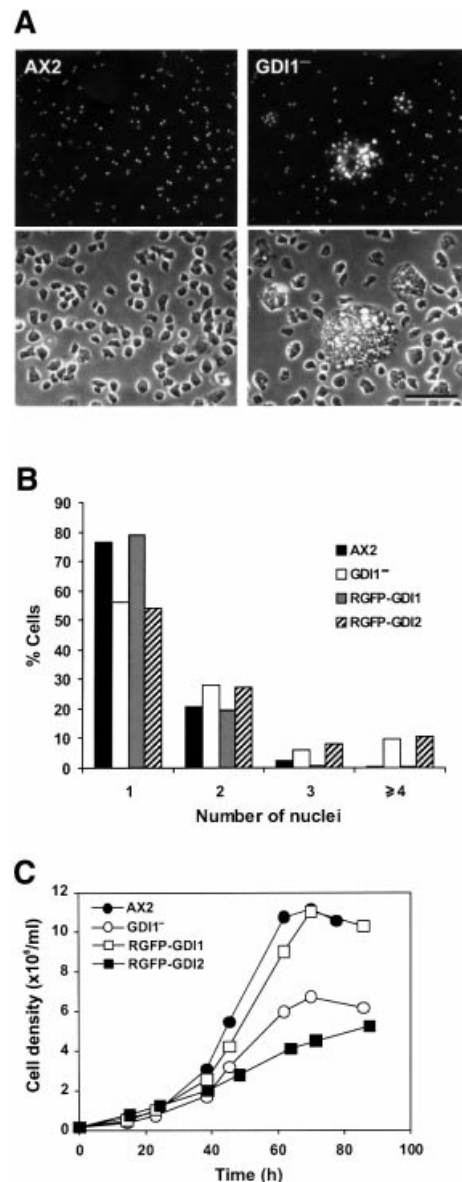 A
AX2
GDI1⁻
B
90
80
70
60
50
40
30
20
10
0
% Cells
AX2
GDI1⁻
RGFP-GDI1
RGFP-GDI2
1
2
3
⩾4
Number of nuclei
C
12
10
8
6
4
2
0
Cell density (x10⁶/ml)
AX2
GDI1⁻
RGFP-GDI1
RGFP-GDI2
0
20
40
60
80
100
Time (h)